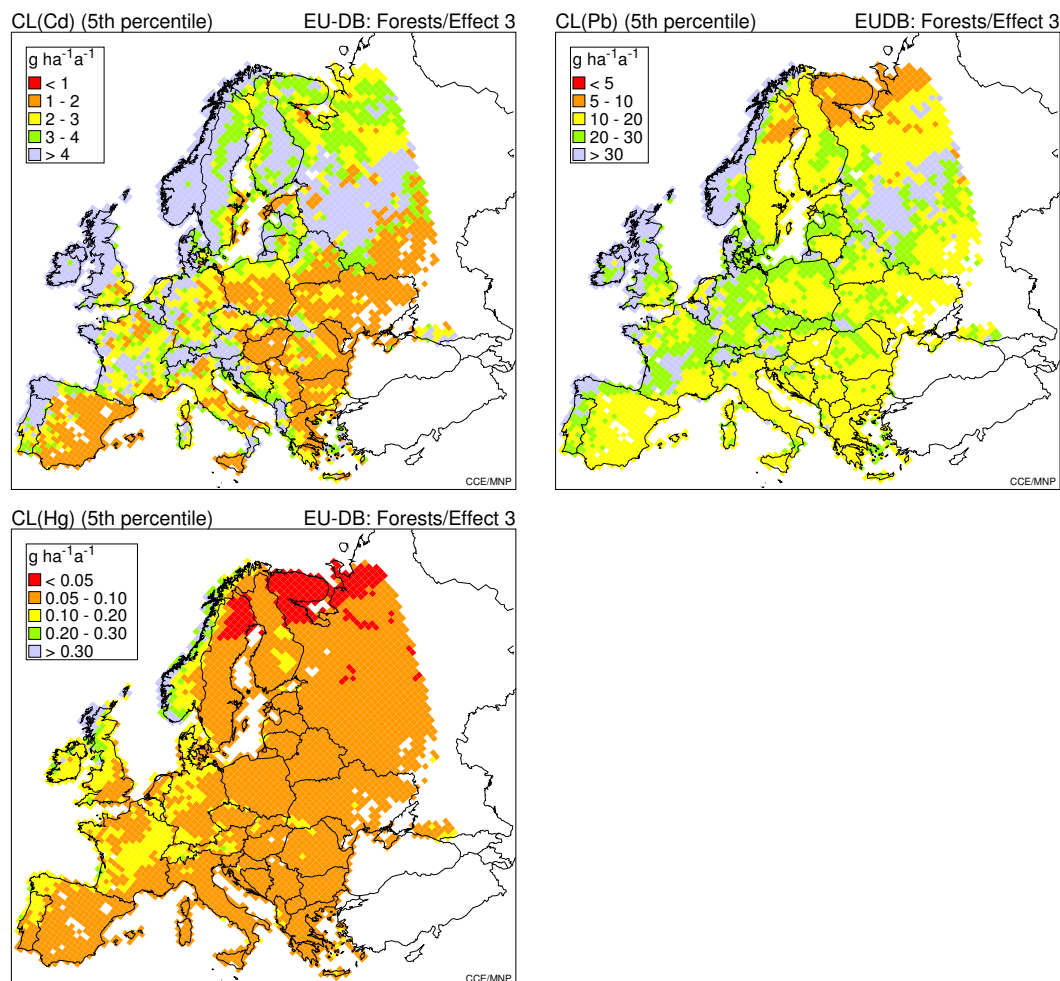 CL(Cd) (5th percentile) EU-DB: Forests/Effect 3
g ha⁻¹a⁻¹
< 1
1 - 2
2 - 3
3 - 4
> 4
CCE/MNP
CL(Pb) (5th percentile) EUDB: Forests/Effect 3
g ha⁻¹a⁻¹
< 5
5 - 10
10 - 20
20 - 30
> 30
CCE/MNP
CL(Hg) (5th percentile) EU-DB: Forests/Effect 3
g ha⁻¹a⁻¹
< 0.05
0.05 - 0.10
0.10 - 0.20
0.20 - 0.30
> 0.30
CCE/MNP